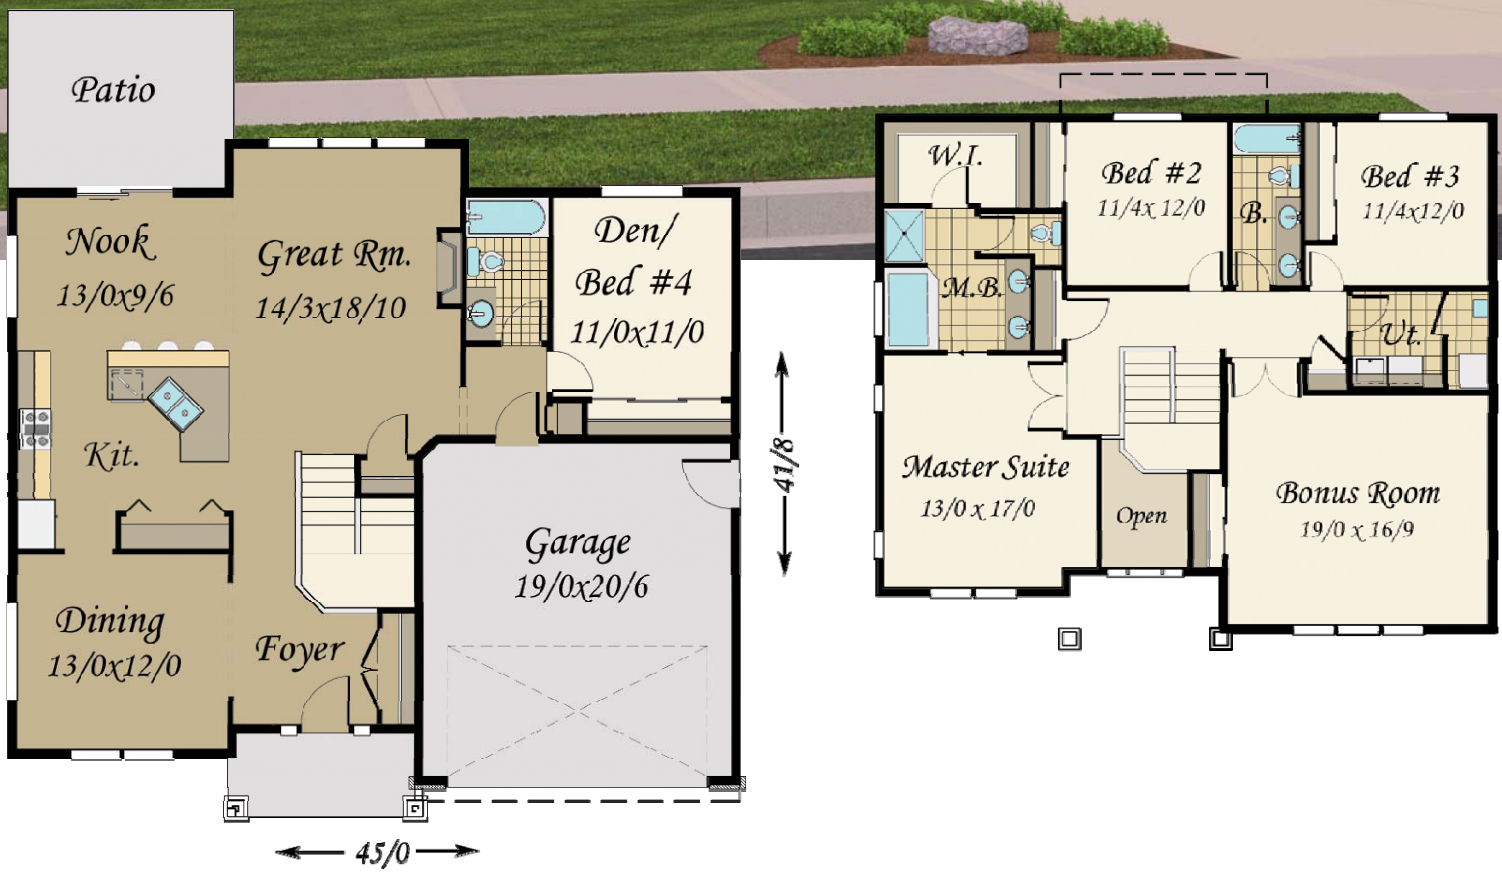 Patio
Nook
13/0x9/6
Great Rm.
14/3x18/10
Den/
Bed #4
11/0x11/0
Kit.
Garage
19/0x20/6
Dining
13/0x12/0
Foyer
45/0
41/8
W.I.
Bed #2
11/4x 12/0
B.
Bed #3
11/4x12/0
M.B.
Ut.
Master Suite
13/0 x 17/0
Open
Bonus Room
19/0 x 16/9